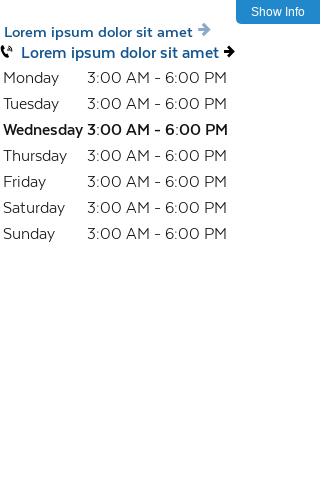 Show Info
Lorem ipsum dolor sit amet
Lorem ipsum dolor sit amet
Monday 3:00 AM - 6:00 PM
Tuesday 3:00 AM - 6:00 PM
Wednesday 3:00 AM - 6:00 PM
Thursday 3:00 AM - 6:00 PM
Friday 3:00 AM - 6:00 PM
Saturday 3:00 AM - 6:00 PM
Sunday 3:00 AM - 6:00 PM